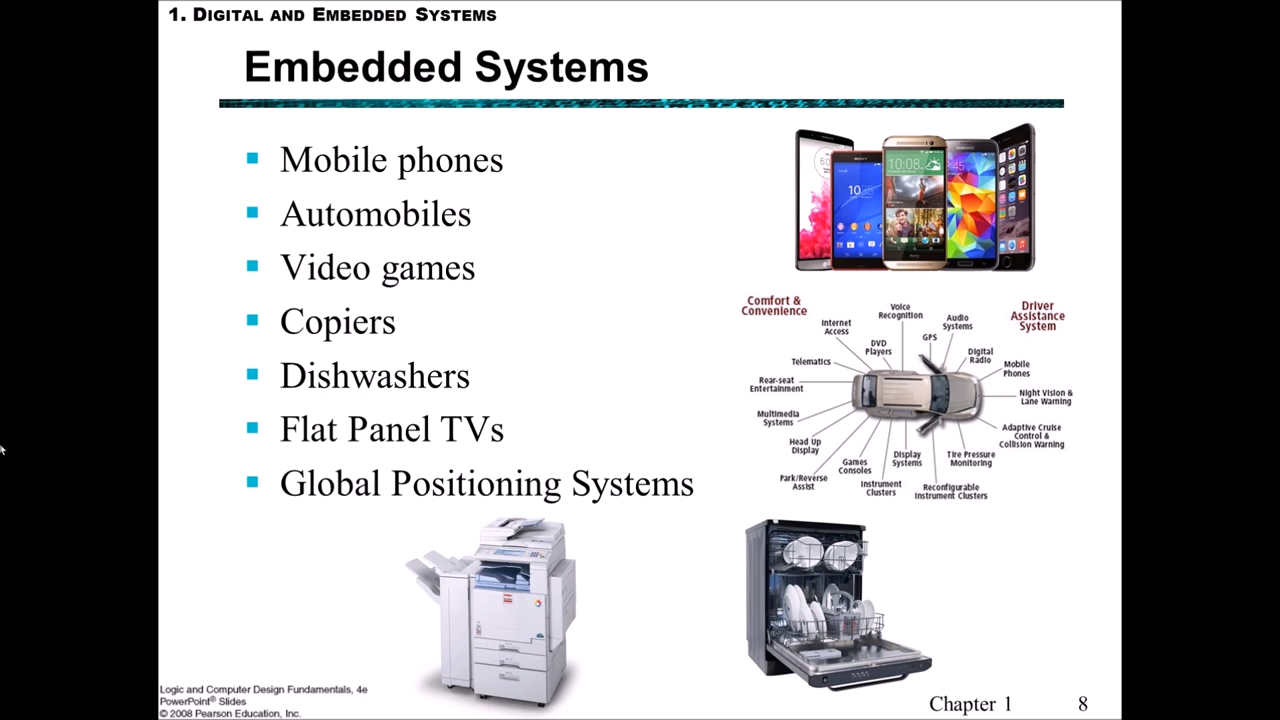 1. DIGITAL AND EMBEDDED SYSTEMS
Embedded Systems
Mobile phones
Automobiles
Video games
Copiers
Dishwashers
Flat Panel TVs
Global Positioning Systems
SONY
10:08
SAMSUNG
Comfort &
Convenience
Driver
Assistance
System
Voice
Recognition
Internet
Access
Audio
Systems
DVD
Players
GPS
Digital
Radio
Telematics
Mobile
Phones
Rear-seat
Entertainment
Night Vision &
Lane Warning
Multimedia
Systems
Adaptive Cruise
Control &
Collision Warning
Head Up
Display
Games
Consoles
Display
Systems
Tire Pressure
Monitoring
Park/Reverse
Assist
Instrument
Clusters
Reconfigurable
Instrument Clusters
Logic and Computer Design Fundamentals, 4e
PowerPoint® Slides
© 2008 Pearson Education, Inc.
Chapter 1
8